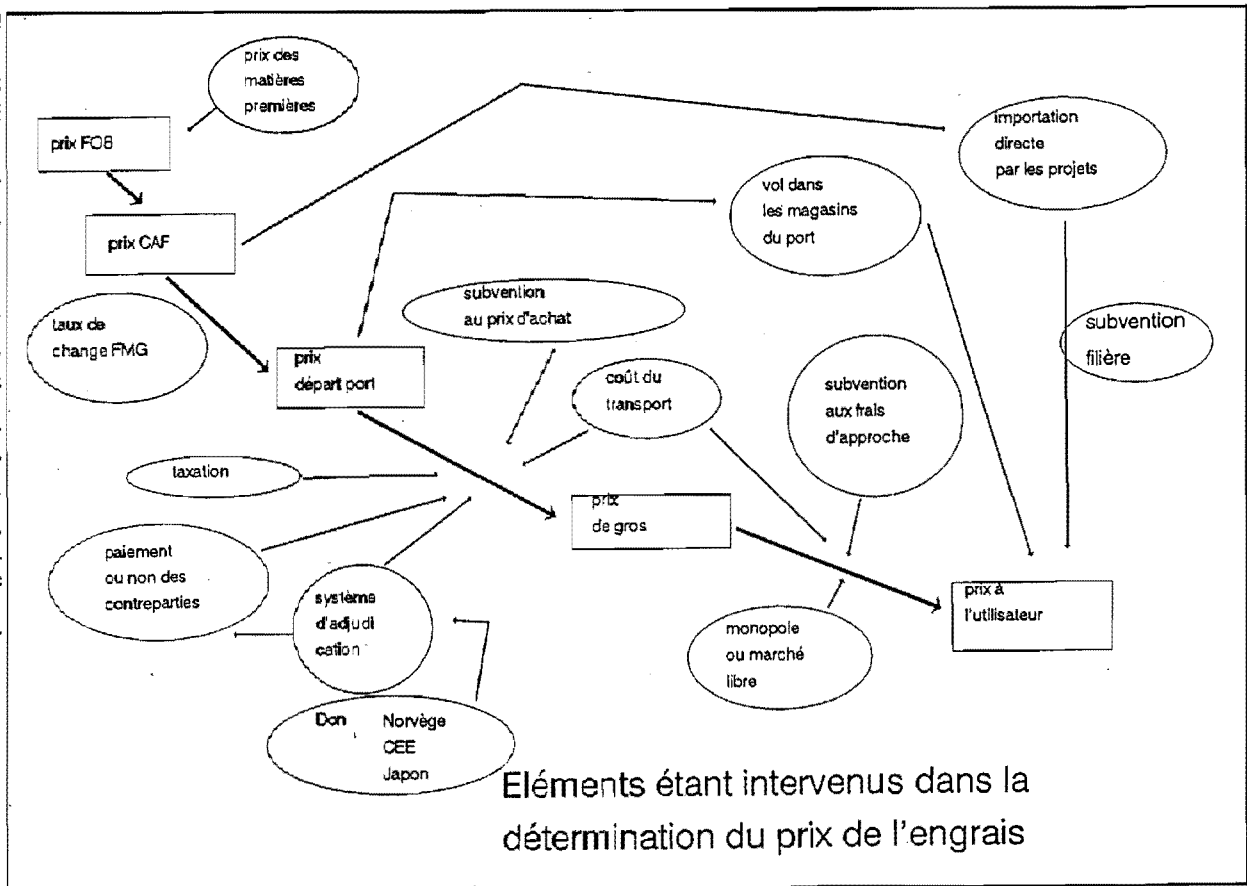 prix des
matières
premières
prix FOB
importation
directe
par les projets
vol dans
les magasins
du port
prix CAF
subvention
au prix d'achat
taux de
change FMG
subvention
filière
prix
départ port
coût du
transport
subvention
aux frais
d'approche
taxation
prix
de gros
paiement
ou non des
contreparties
système
d'adjudi
cation
prix à
l'utilisateur
monopole
ou marché
libre
Don Norvège
CEE
Japon
Eléments étant intervenus dans la
détermination du prix de l'engrais